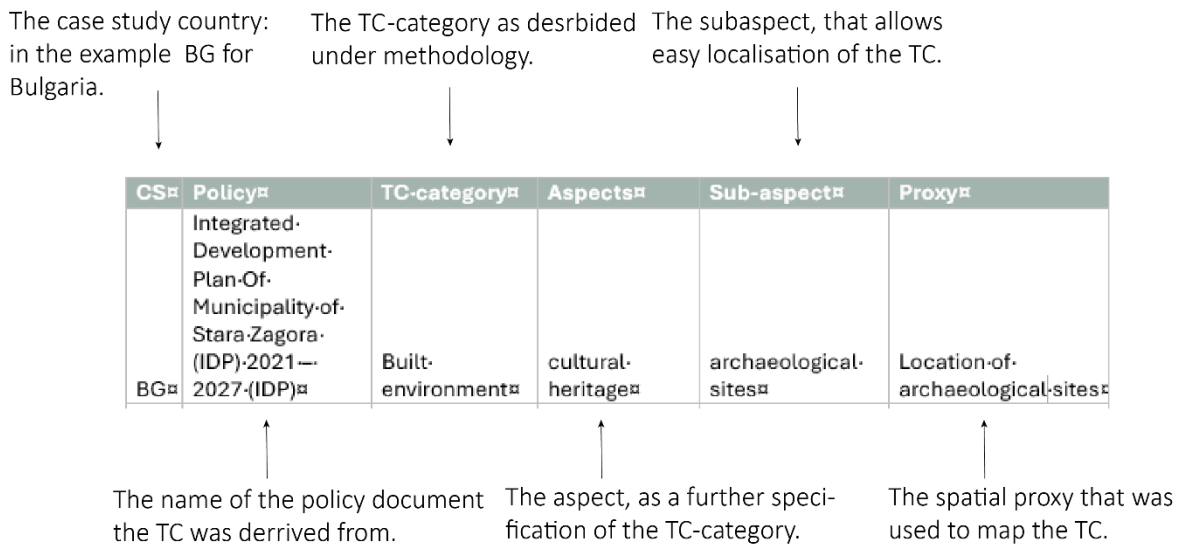 The case study country:
in the example  BG for
Bulgaria.
The TC-category as desrbided
under methodology.
The subaspect, that allows
easy localisation of the TC.
CS¤ Policy¤ TC-category¤ Aspects¤ Sub-aspect¤ Proxy¤
Integrated·
Development·
Plan·Of·
Municipality·of·
Stara·Zagora·
(IDP)·2021·–·
2027·(IDP)¤
BG¤
Built·
environment¤
cultural·
heritage¤
archaeological·
sites¤
Location·of·
archaeological·sites¤
The name of the policy document
the TC was derrived from.
The aspect, as a further speci-
fication of the TC-category.
The spatial proxy that was
used to map the TC.